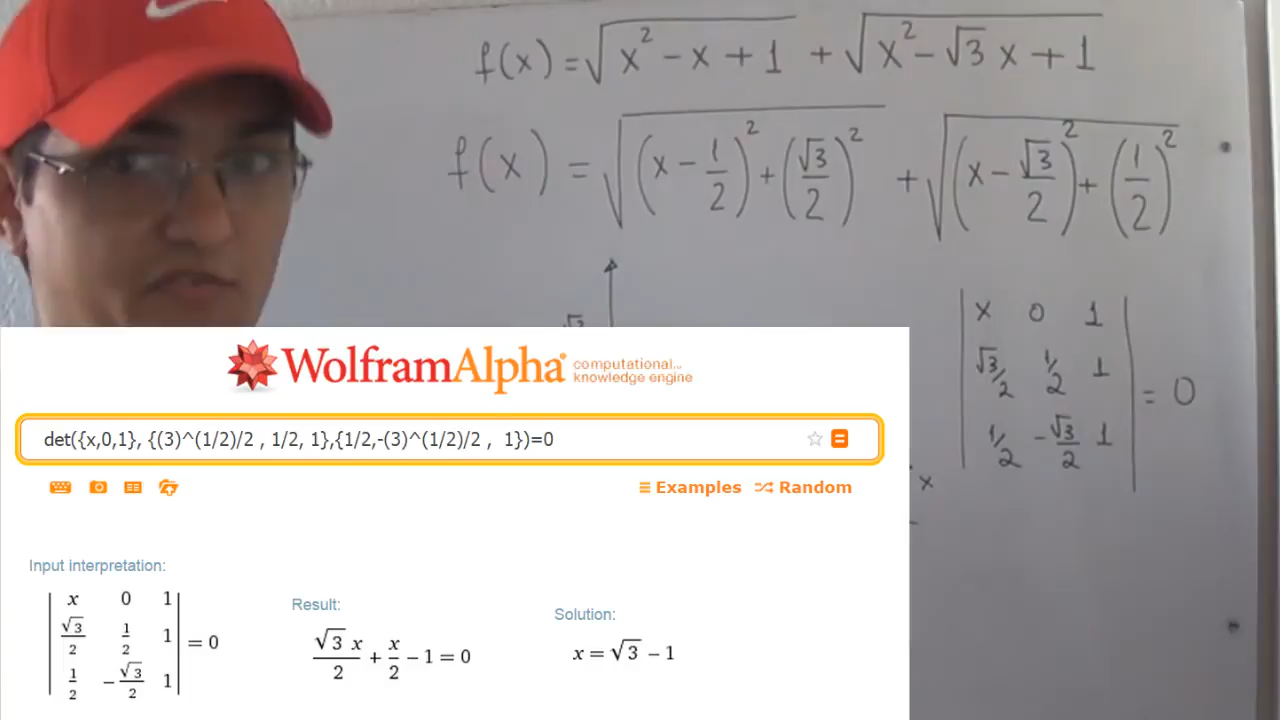 f(x) = √(x² - x + 1) + √(x² - √3 x + 1)
f(x) = √((x - 1/2)² + (√3/2)²) + √((x - √3/2)² + (1/2)²)
x 0 1
√3/2 1/2 1
= 0
1/2 -√3/2 1
x
WolframAlpha computational... knowledge engine
det({x,0,1}, {(3)^(1/2)/2 , 1/2, 1},{1/2,-(3)^(1/2)/2 , 1})=0
Examples Random
Input interpretation:
x 0 1
√3/2 1/2 1 = 0
1/2 -√3/2 1
Result:
√3 x/2 + x/2 - 1 = 0
Solution:
x = √3 - 1